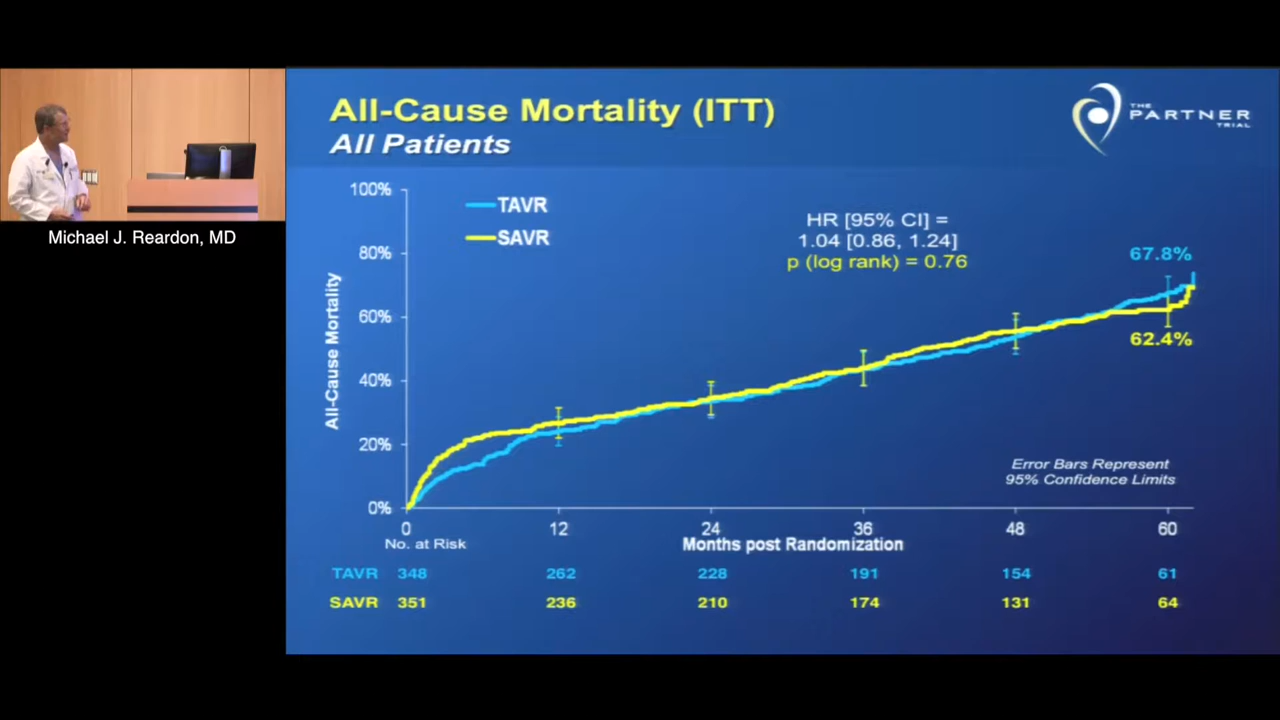 All-Cause Mortality (ITT)
All Patients
THE
PARTNER
TRIAL
Michael J. Reardon, MD
100%
80%
60%
40%
20%
0%
All-Cause Mortality
TAVR
SAVR
HR [95% CI] =
1.04 [0.86, 1.24]
p (log rank) = 0.76
67.8%
62.4%
Error Bars Represent
95% Confidence Limits
0 12 24 36 48 60
No. at Risk
Months post Randomization
TAVR 348 262 228 191 154 61
SAVR 351 236 210 174 131 64